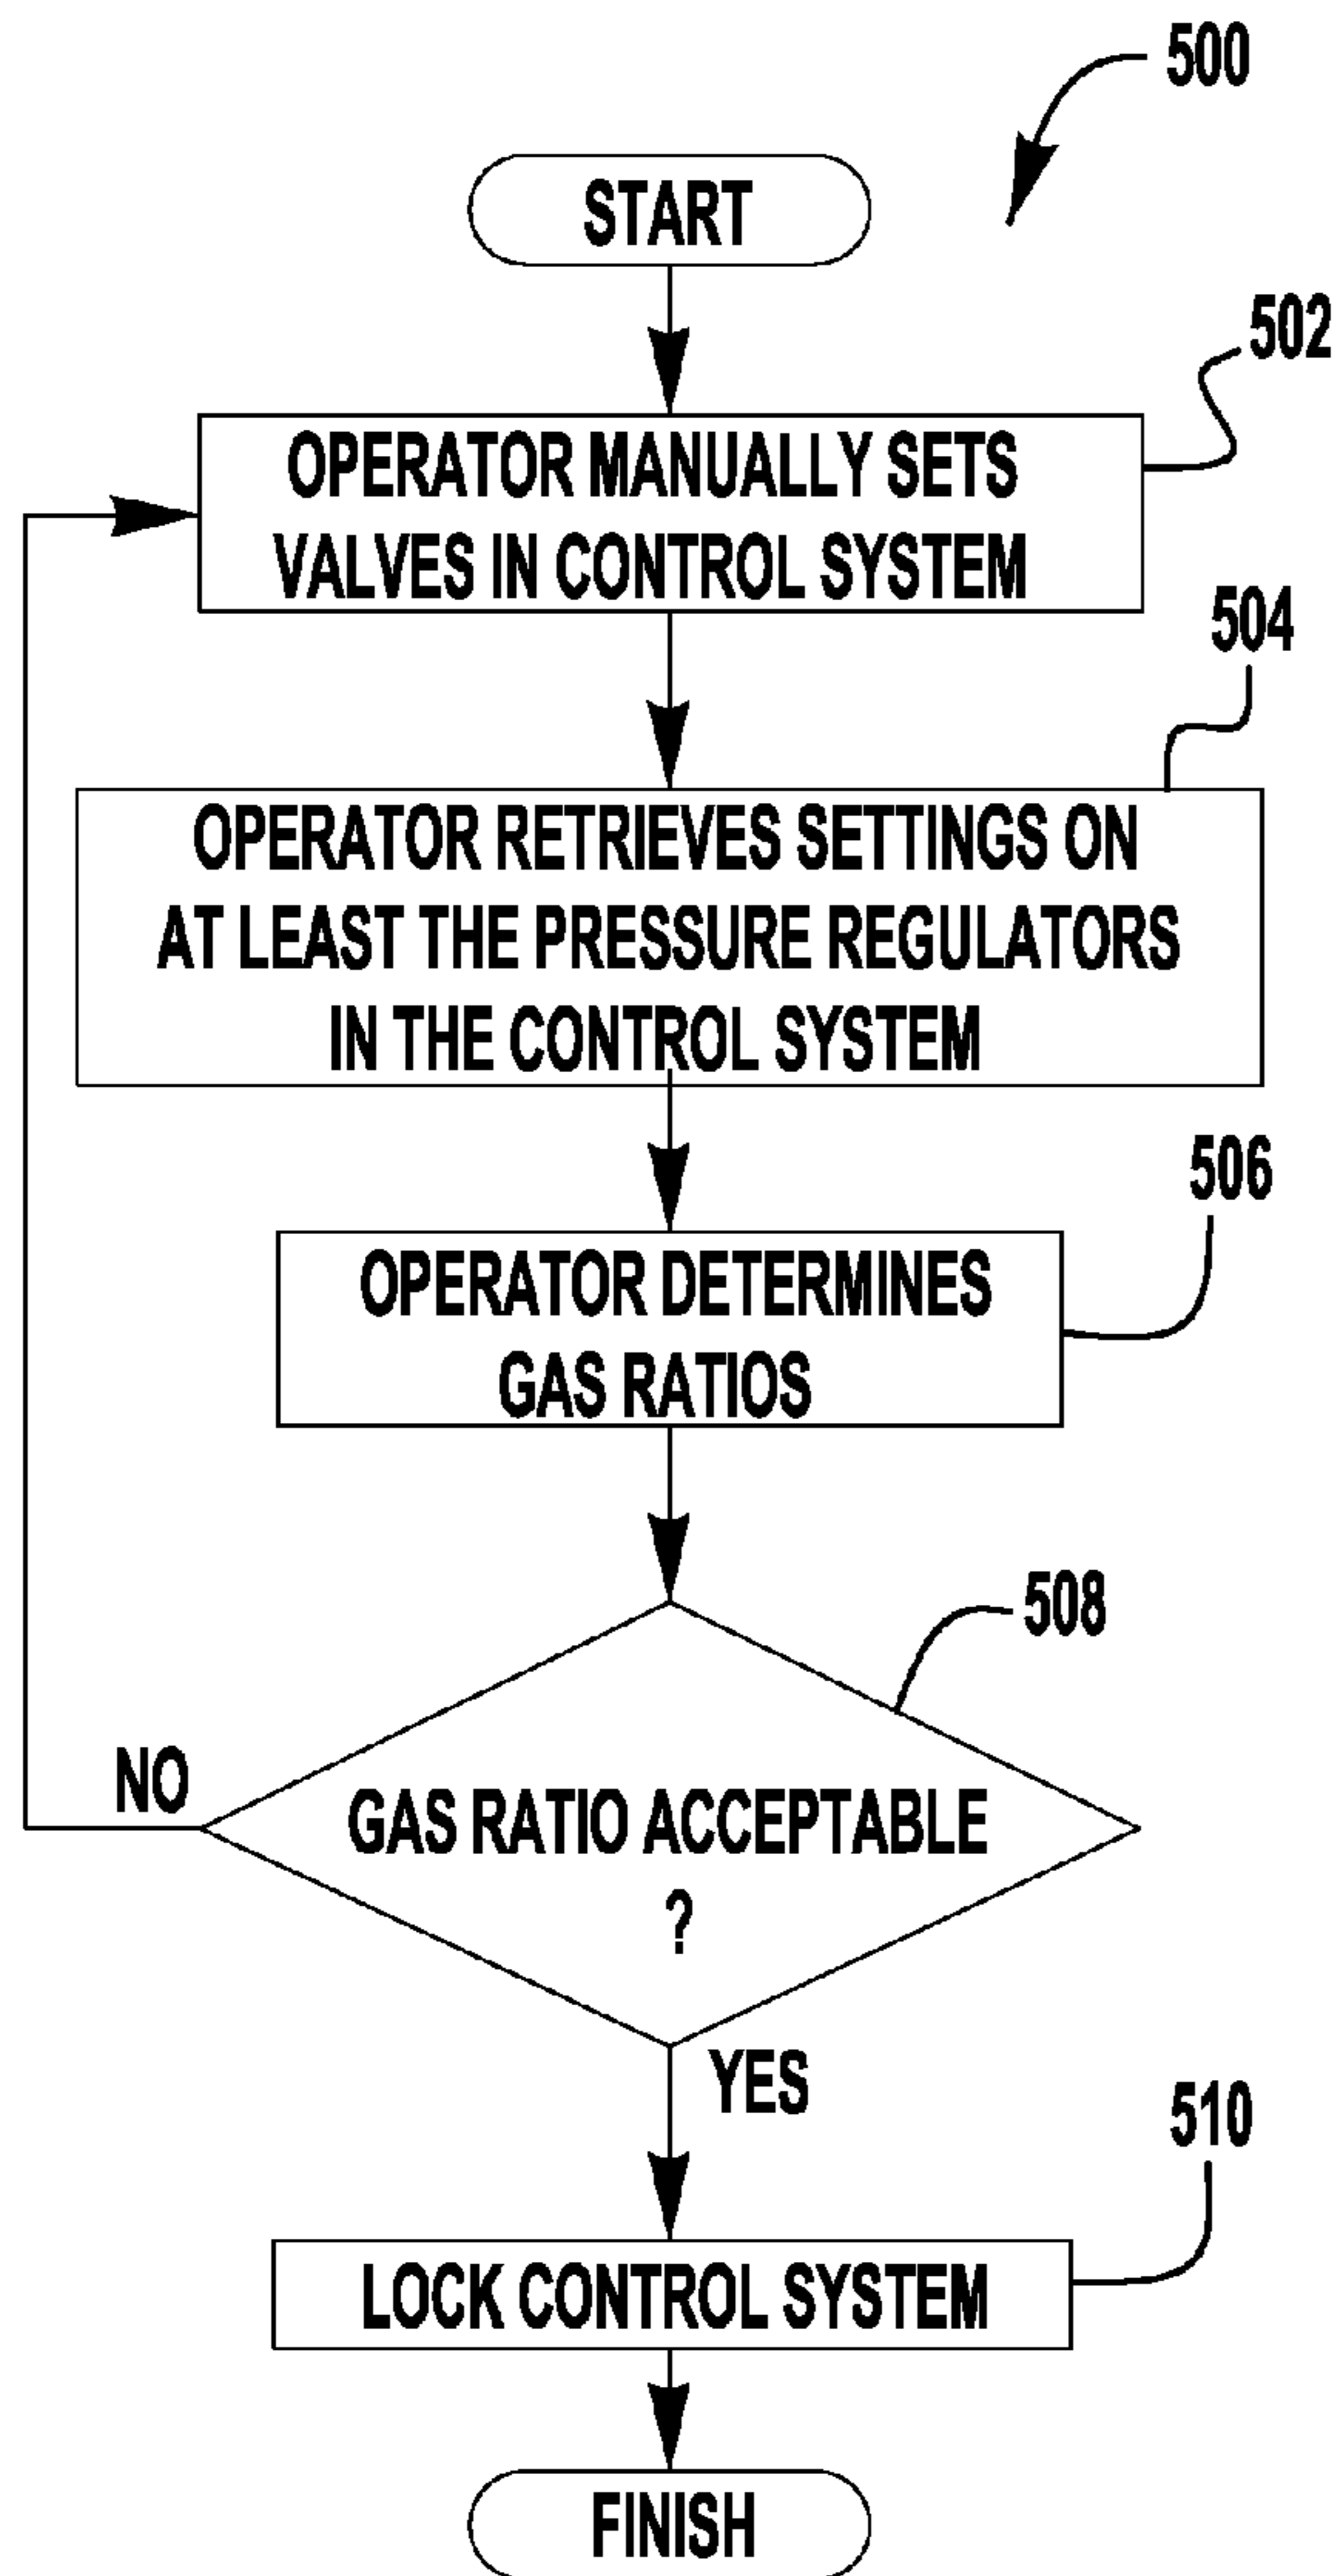 500
START
502
OPERATOR MANUALLY SETS
VALVES IN CONTROL SYSTEM
504
OPERATOR RETRIEVES SETTINGS ON
AT LEAST THE PRESSURE REGULATORS
IN THE CONTROL SYSTEM
506
OPERATOR DETERMINES
GAS RATIOS
508
NO
GAS RATIO ACCEPTABLE
?
YES
510
LOCK CONTROL SYSTEM
FINISH